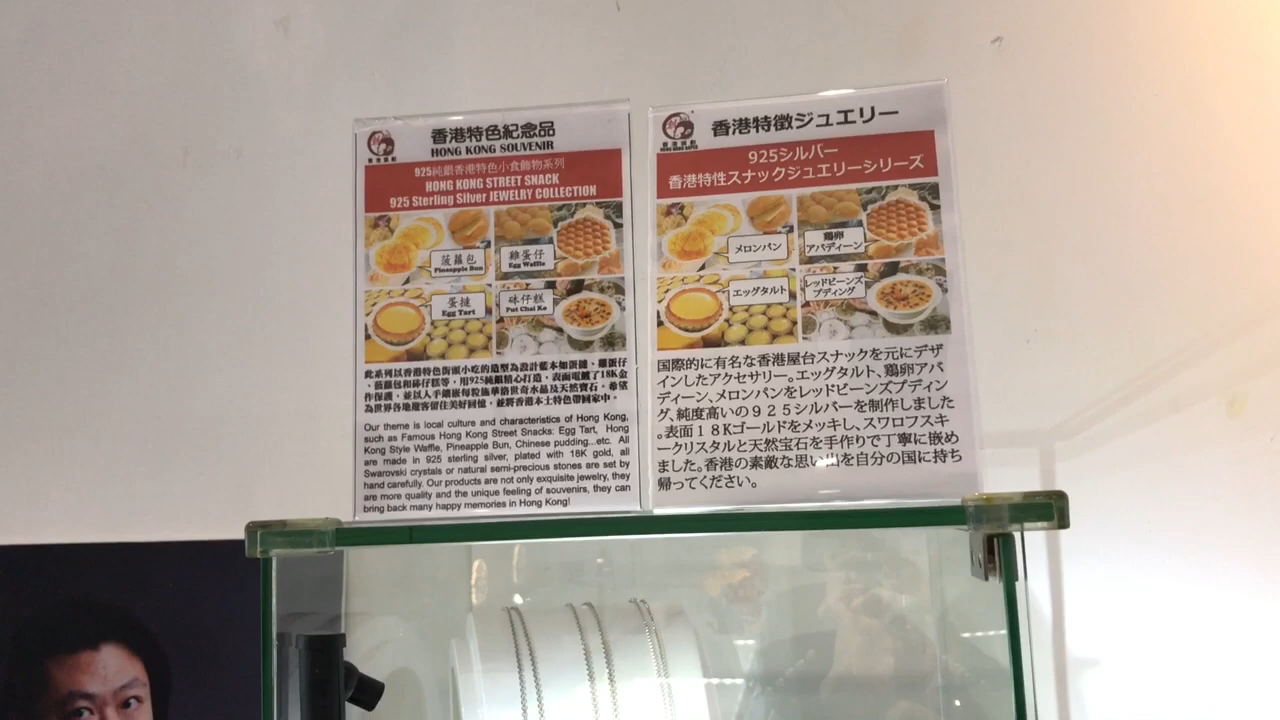 香港特色紀念品
HONG KONG SOUVENIR
925純銀香港特色小食飾物系列
HONG KONG STREET SNACK
925 Sterling Silver JEWELRY COLLECTION
菠蘿包
Pineapple Bun
雞蛋仔
Egg Waffle
蛋撻
Egg Tart
砵仔糕
Put Chai Ko
此系列以香港特色街頭小吃的造型為設計藍本如蛋撻、雞蛋仔
、菠蘿包和砵仔糕等，用925純銀精心打造，表面電鍍了18K金
作保護，並以人手鑲嵌每粒施華洛世奇水晶及天然寶石。希望
為世界各地遊客留住美好回憶，並將香港本土特色帶回家中。
Our theme is local culture and characteristics of Hong Kong,
such as Famous Hong Kong Street Snacks: Egg Tart, Hong
Kong Style Waffle, Pineapple Bun, Chinese pudding...etc. All
are made in 925 sterling silver, plated with 18K gold, all
Swarovski crystals or natural semi-precious stones are set by
hand carefully. Our products are not only exquisite jewelry, they
are more quality and the unique feeling of souvenirs, they can
bring back many happy memories in Hong Kong!
香港特徵ジュエリー
925シルバー
香港特性スナックジュエリーシリーズ
メロンパン
鶏卵
アバディーン
エッグタルト
レッドビーンズ
プディング
国際的に有名な香港屋台スナックを元にデザ
インしたアクセサリー。エッグタルト、鶏卵アバ
ディーン、メロンパンをレッドビーンズプディン
グ、純度高いの９２５シルバーを制作しました
。表面１８Kゴールドをメッキし、スワロフスキ
ークリスタルと天然宝石を手作りで丁寧に嵌め
ました。香港の素敵な思い出を自分の国に持ち
帰ってください。